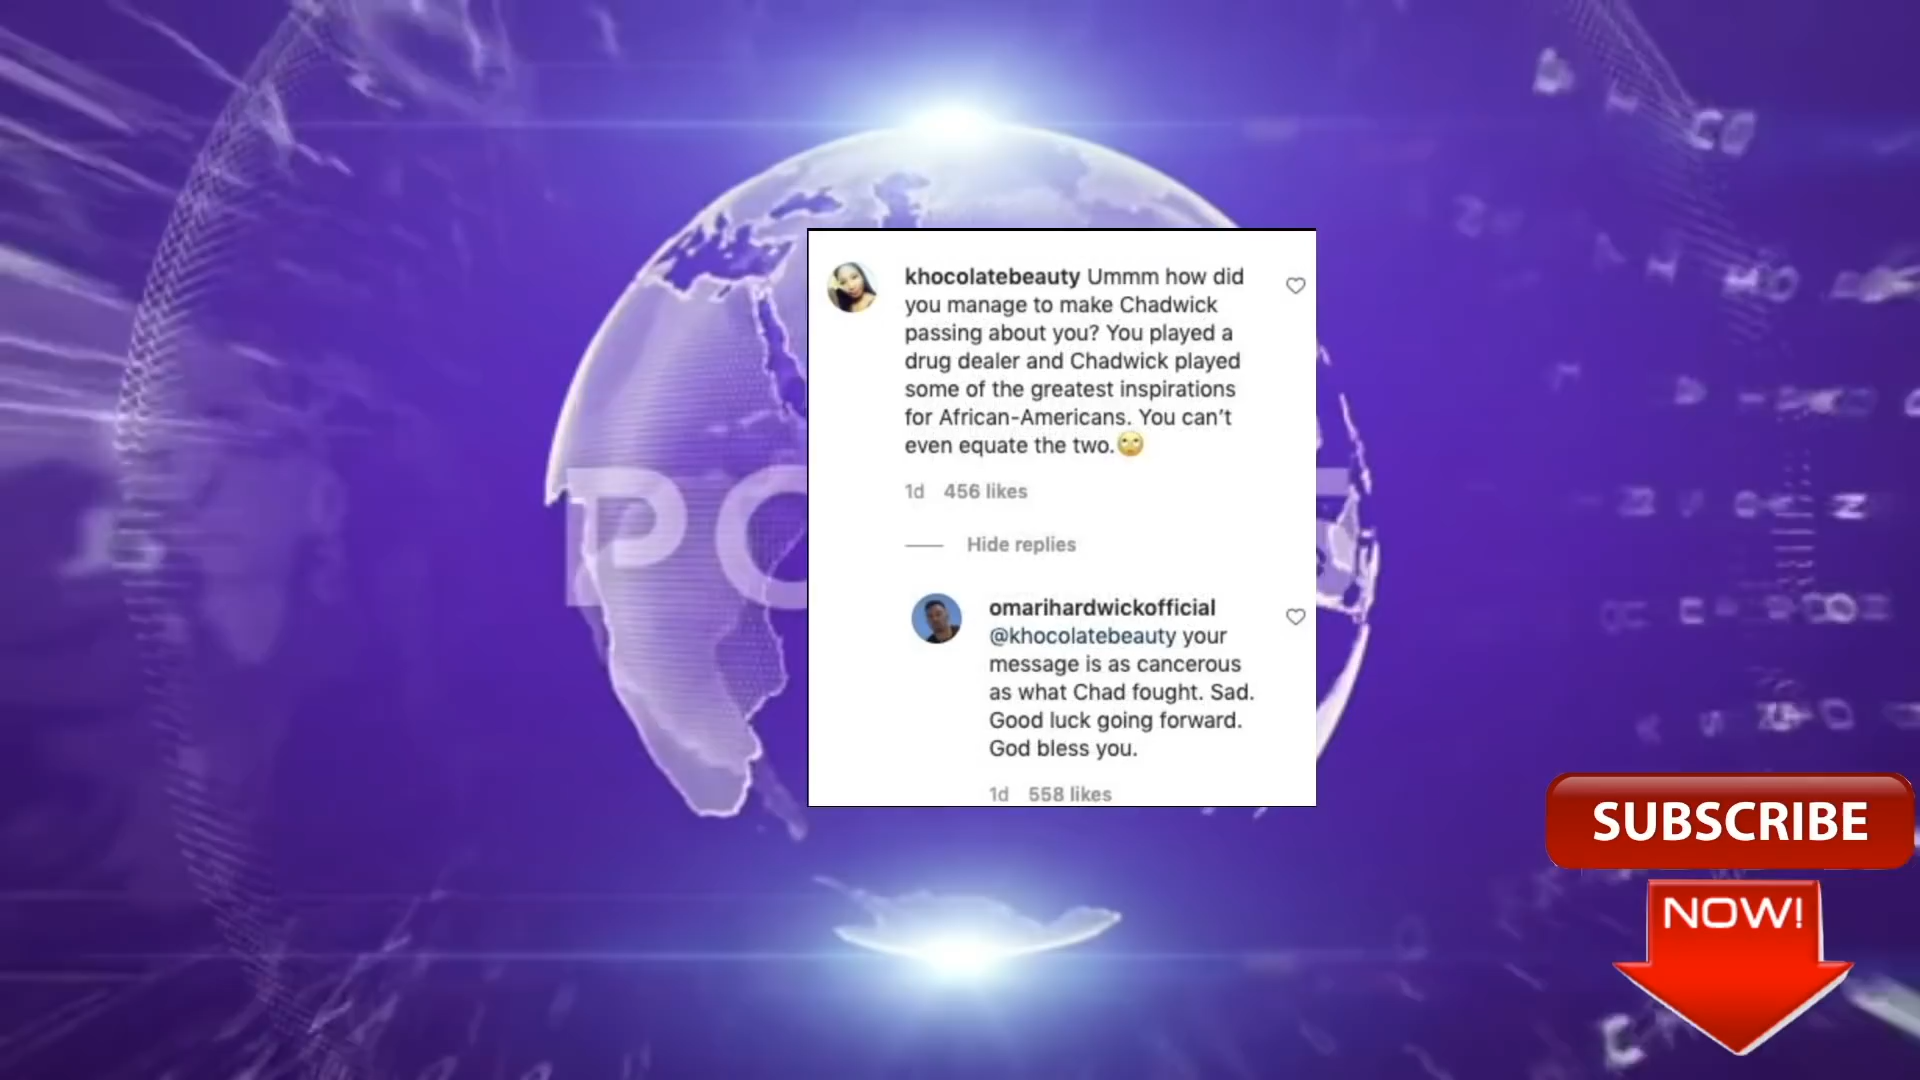 khocolatebeauty Ummm how did
you manage to make Chadwick
passing about you? You played a
drug dealer and Chadwick played
some of the greatest inspirations
for African-Americans. You can't
even equate the two.🙄
1d 456 likes
Hide replies
omarihardwickofficial
@khocolatebeauty your
message is as cancerous
as what Chad fought. Sad.
Good luck going forward.
God bless you.
1d 558 likes
SUBSCRIBE
NOW!